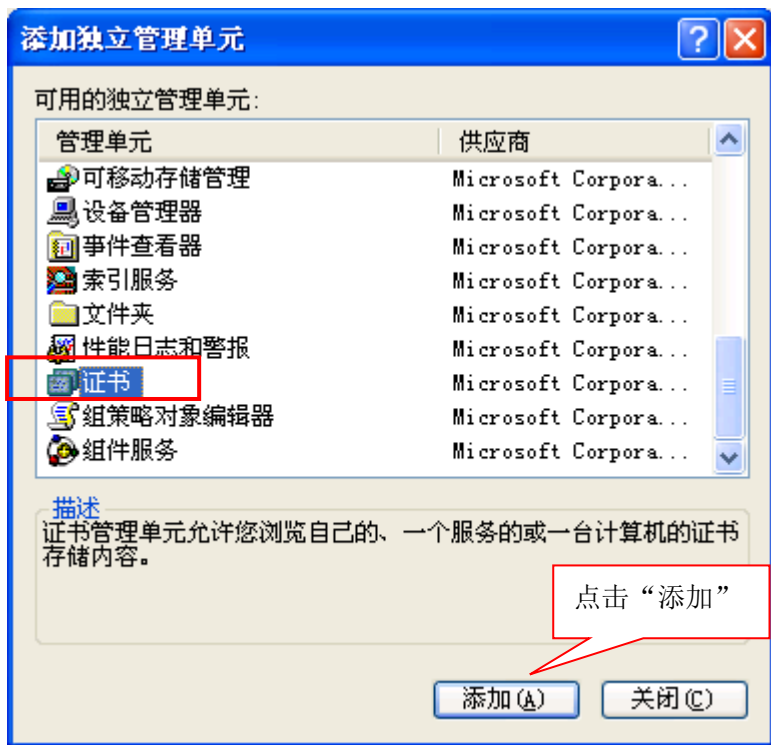 添加独立管理单元
可用的独立管理单元:
管理单元 供应商
可移动存储管理 Microsoft Corpora...
设备管理器 Microsoft Corpora...
事件查看器 Microsoft Corpora...
索引服务 Microsoft Corpora...
文件夹 Microsoft Corpora...
性能日志和警报 Microsoft Corpora...
证书 Microsoft Corpora...
组策略对象编辑器 Microsoft Corpora...
组件服务 Microsoft Corpora...
描述
证书管理单元允许您浏览自己的、一个服务的或一台计算机的证书
存储内容。
点击“添加”
添加(A) 关闭(C)